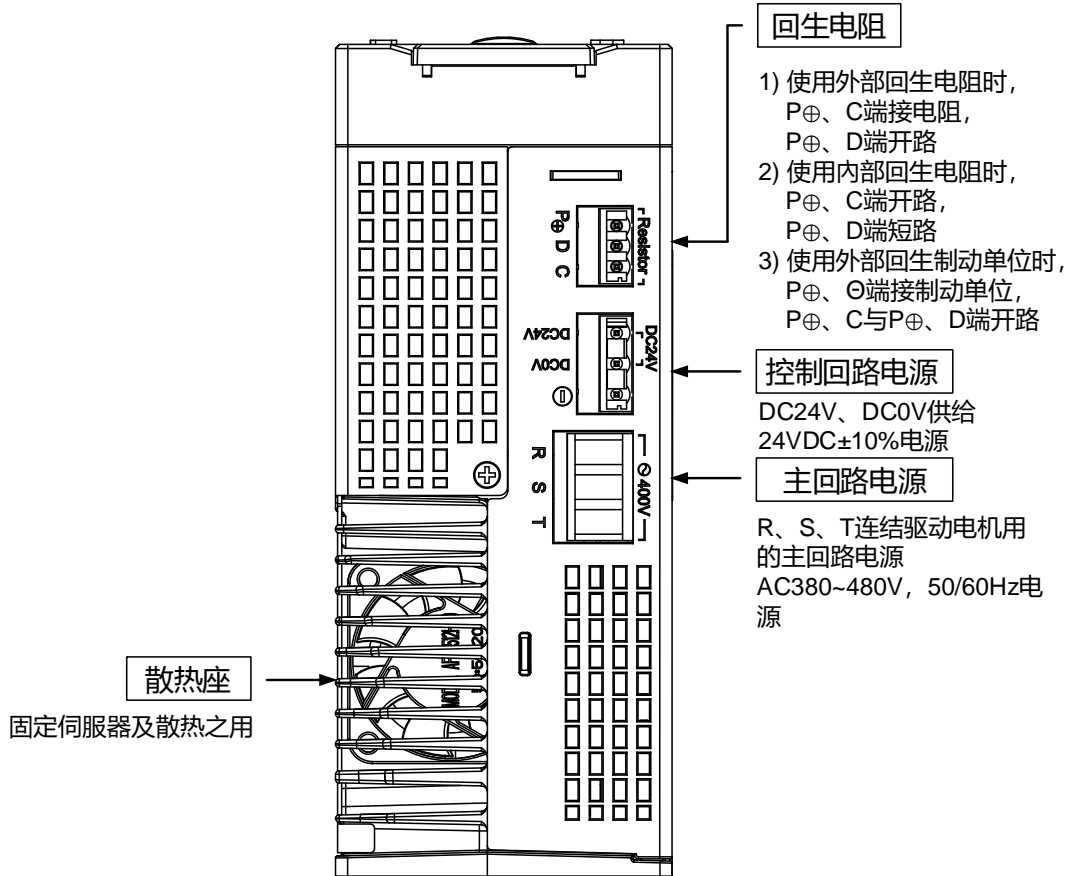 回生电阻
1) 使用外部回生电阻时，
P⊕、C端接电阻，
P⊕、D端开路
2) 使用内部回生电阻时，
P⊕、C端开路，
P⊕、D端短路
3) 使用外部回生制动单位时，
P⊕、Θ端接制动单位，
P⊕、C与P⊕、D端开路
控制回路电源
DC24V、DC0V供给
24VDC±10%电源
主回路电源
R、S、T连结驱动电机用
的主回路电源
AC380~480V，50/60Hz电
源
散热座
固定伺服器及散热之用
P⊕ D C
Resistor
DC24V
DC0V
⊖
DC24V
R S T
400V